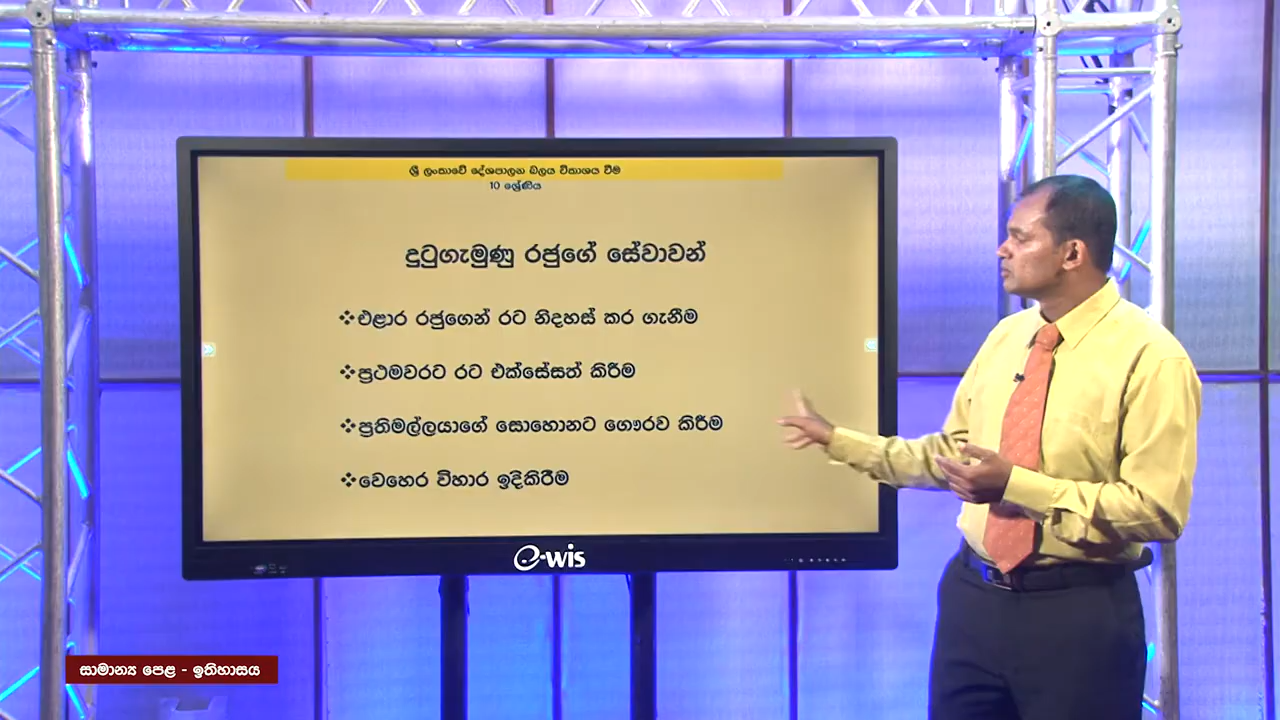 ශ්‍රී ලංකාවේ දේශපාලන බලය විකාශය වීම
10 ශ්‍රේණිය
දුටුගැමුණු රජුගේ සේවාවන්
❖එළාර රජුගෙන් රට නිදහස් කර ගැනීම
❖ප්‍රථමවරට රට එක්සේසත් කිරීම
❖ප්‍රතිමල්ලයාගේ සොහොනට ගෞරව කිරීම
❖වෙහෙර විහාර ඉදිකිරීම
e-wis
සාමාන්‍ය පෙළ - ඉතිහාසය